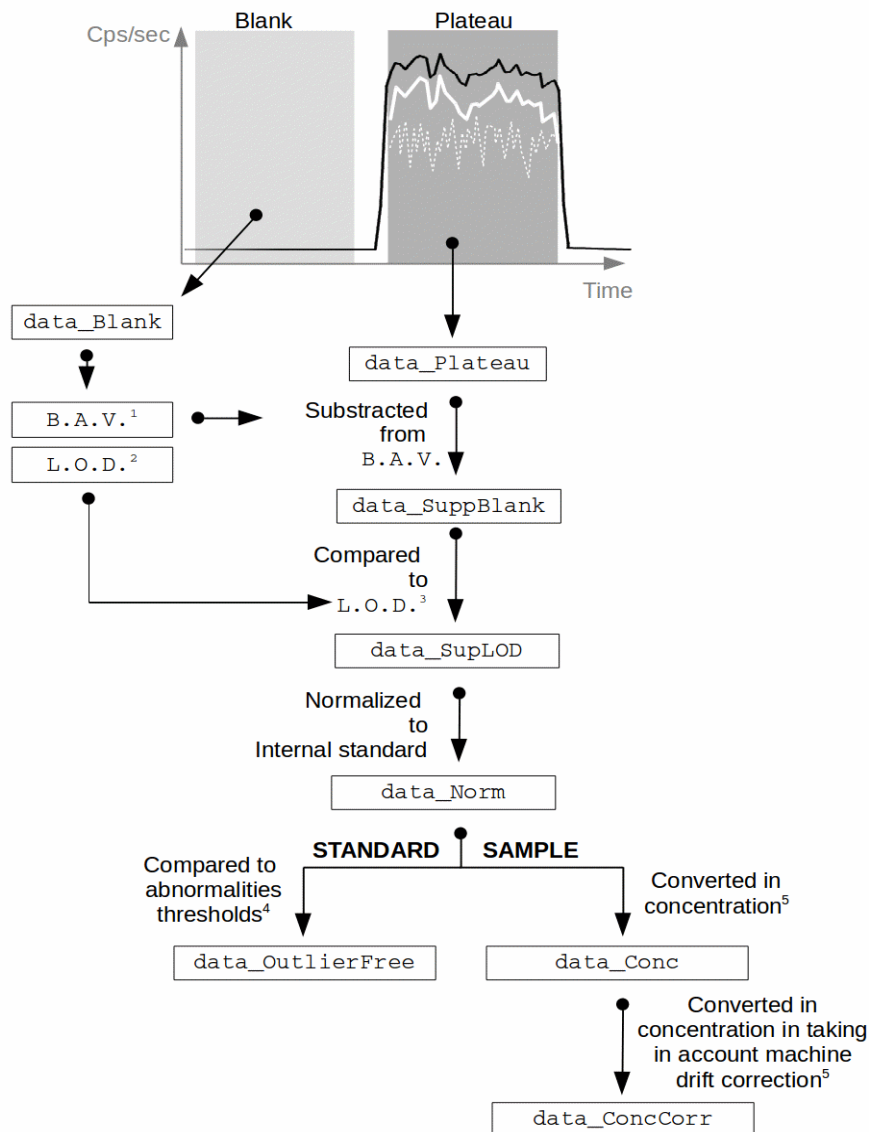 Blank
Plateau
Cps/sec
Time
data_Blank
data_Plateau
B.A.V.¹
L.O.D.²
Substracted
from
B.A.V.
data_SuppBlank
Compared
to
L.O.D.³
data_SupLOD
Normalized
to
Internal standard
data_Norm
STANDARD
SAMPLE
Compared to
abnormalities
thresholds⁴
Converted in
concentration⁵
data_OutlierFree
data_Conc
Converted in
concentration in taking
in account machine
drift correction⁵
data_ConcCorr